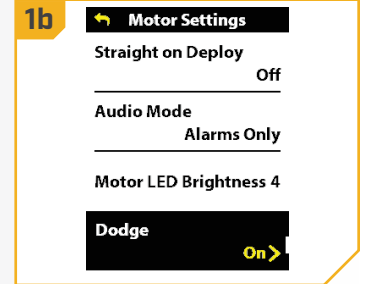 1b
Motor Settings
Straight on Deploy
Off
Audio Mode
Alarms Only
Motor LED Brightness 4
Dodge
On